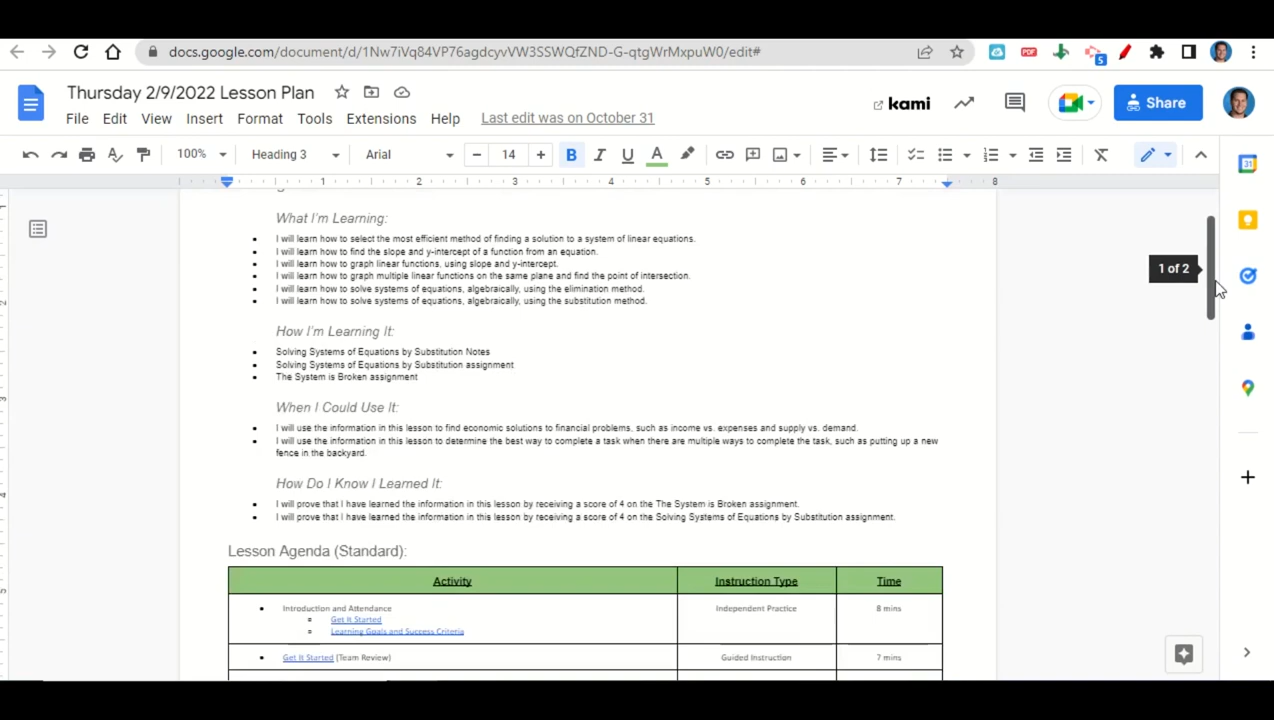 docs.google.com/document/d/1Nw7iVq84VP76agdcyvVW3SSWQfZND-G-qtgWrMxpuW0/edit#
PDF
5
Thursday 2/9/2022 Lesson Plan
kami
Share
File Edit View Insert Format Tools Extensions Help Last edit was on October 31
100% Heading 3 Arial 14
1 2 3 4 5 6 7 8
What I'm Learning:
• I will learn how to select the most efficient method of finding a solution to a system of linear equations.
• I will learn how to find the slope and y-intercept of a function from an equation.
• I will learn how to graph linear functions, using slope and y-intercept.
• I will learn how to graph multiple linear functions on the same plane and find the point of intersection.
• I will learn how to solve systems of equations, algebraically, using the elimination method.
• I will learn how to solve systems of equations, algebraically, using the substitution method.
1 of 2
How I'm Learning It:
• Solving Systems of Equations by Substitution Notes
• Solving Systems of Equations by Substitution assignment
• The System is Broken assignment
When I Could Use It:
• I will use the information in this lesson to find economic solutions to financial problems, such as income vs. expenses and supply vs. demand.
• I will use the information in this lesson to determine the best way to complete a task when there are multiple ways to complete the task, such as putting up a new
fence in the backyard.
How Do I Know I Learned It:
• I will prove that I have learned the information in this lesson by receiving a score of 4 on the The System is Broken assignment.
• I will prove that I have learned the information in this lesson by receiving a score of 4 on the Solving Systems of Equations by Substitution assignment.
Lesson Agenda (Standard):
Activity Instruction Type Time
• Introduction and Attendance Independent Practice 8 mins
Get It Started
Learning Goals and Success Criteria
• Get It Started (Team Review) Guided Instruction 7 mins